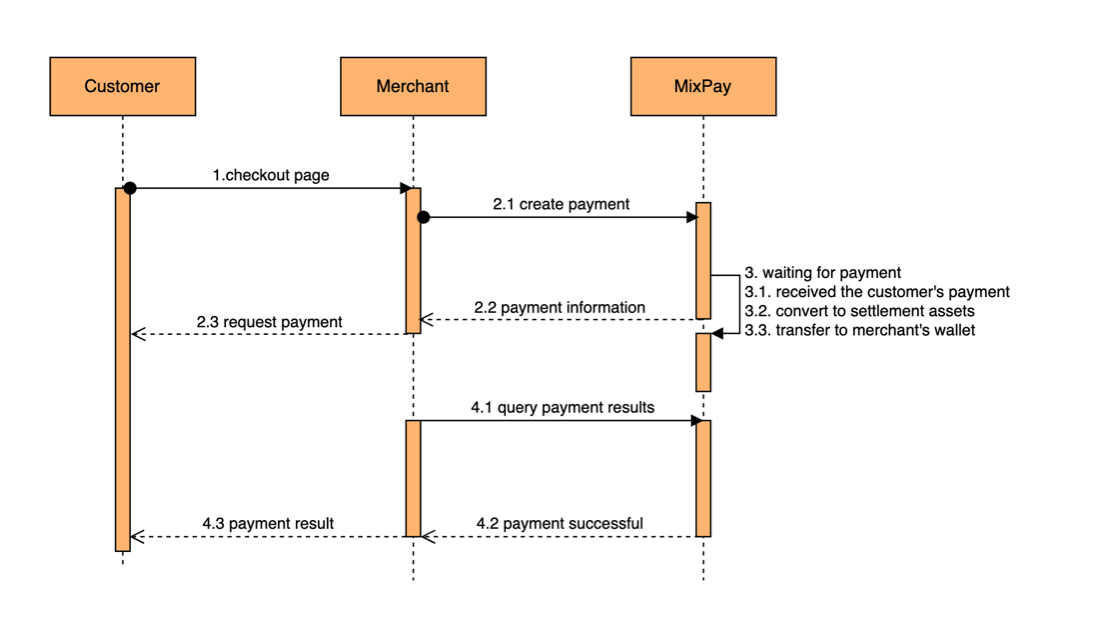 Customer
Merchant
MixPay
1.checkout page
2.1 create payment
3. waiting for payment
3.1. received the customer's payment
3.2. convert to settlement assets
3.3. transfer to merchant's wallet
2.2 payment information
2.3 request payment
4.1 query payment results
4.2 payment successful
4.3 payment result